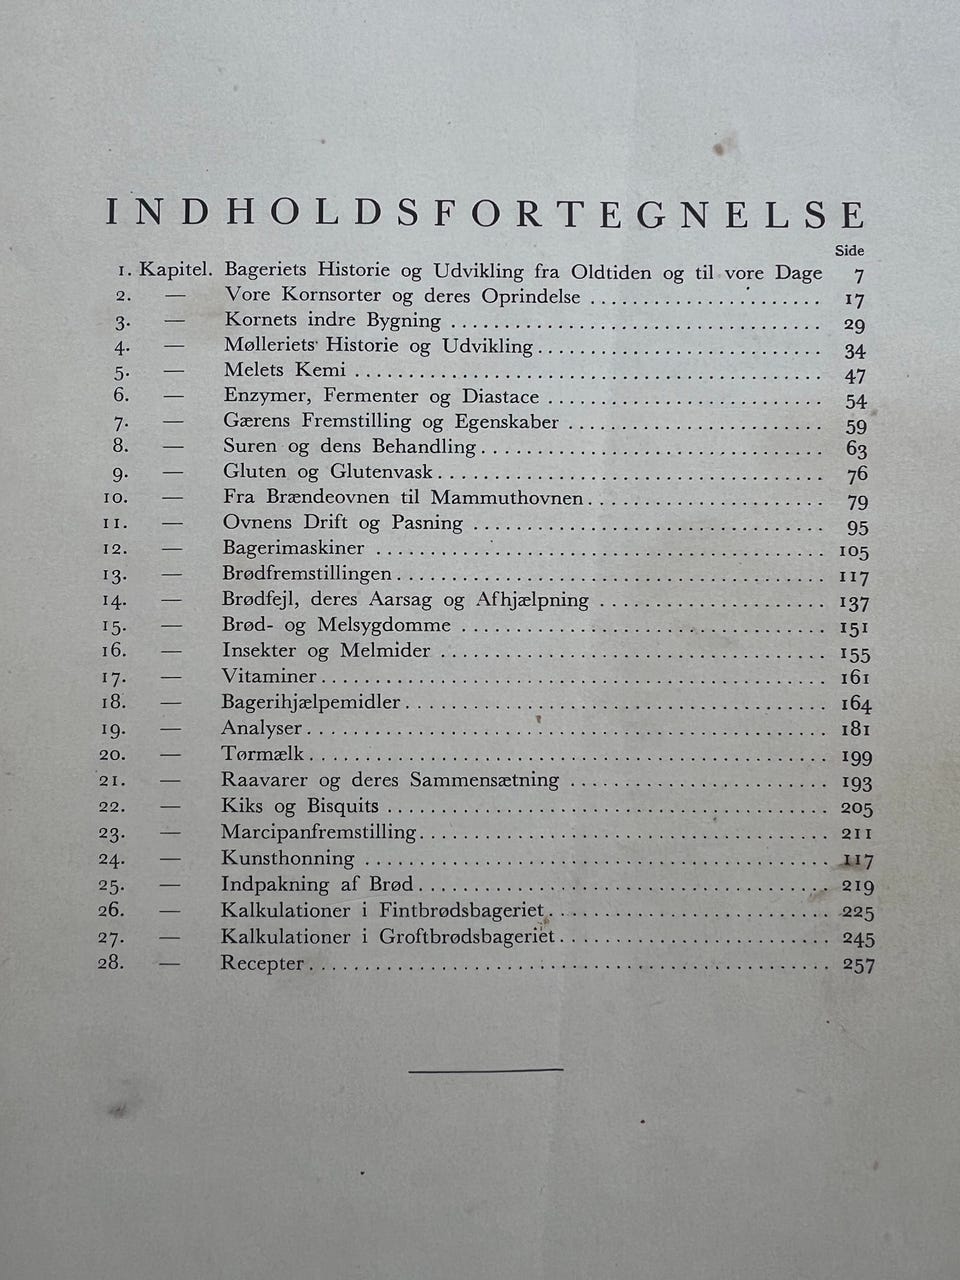 INDHOLDSFORTEGNELSE
Side
1. Kapitel. Bageriets Historie og Udvikling fra Oldtiden og til vore Dage 7
2. — Vore Kornsorter og deres Oprindelse ...................... 17
3. — Kornets indre Bygning ................................... 29
4. — Mølleriets Historie og Udvikling........................... 34
5. — Melets Kemi ............................................ 47
6. — Enzymer, Fermenter og Diastace .......................... 54
7. — Gærens Fremstilling og Egenskaber ........................ 59
8. — Suren og dens Behandling................................ 63
9. — Gluten og Glutenvask.................................... 76
10. — Fra Brændeovnen til Mammuthovnen...................... 79
11. — Ovnens Drift og Pasning ................................. 95
12. — Bagerimaskiner .......................................... 105
13. — Brødfremstillingen........................................ 117
14. — Brødfejl, deres Aarsag og Afhjælpning ..................... 137
15. — Brød- og Melsygdomme .................................. 151
16. — Insekter og Melmider .................................... 155
17. — Vitaminer............................................... 161
18. — Bagerihjælpemidler....................................... 164
19. — Analyser................................................. 181
20. — Tørmælk................................................. 199
21. — Raavarer og deres Sammensætning ........................ 193
22. — Kiks og Bisquits ......................................... 205
23. — Marcipanfremstilling...................................... 211
24. — Kunsthonning ........................................... 117
25. — Indpakning af Brød...................................... 219
26. — Kalkulationer i Fintbrødsbageriet.......................... 225
27. — Kalkulationer i Groftbrødsbageriet......................... 245
28. — Recepter................................................. 257